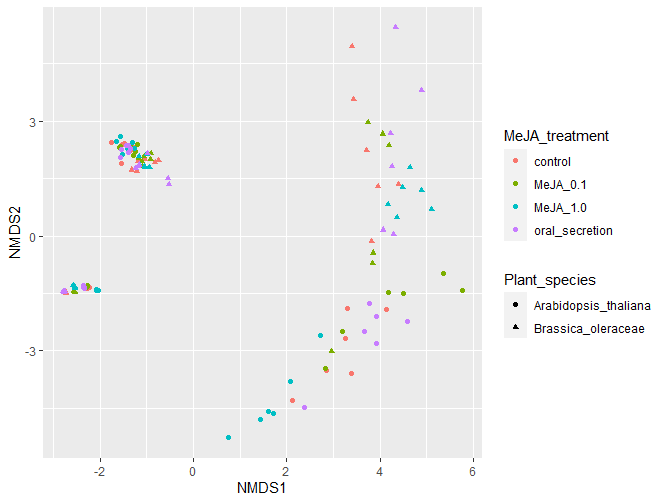 3
0
-3
-2
0
2
4
6
NMDS1
NMDS2
MeJA_treatment
control
MeJA_0.1
MeJA_1.0
oral_secretion
Plant_species
Arabidopsis_thaliana
Brassica_oleraceae